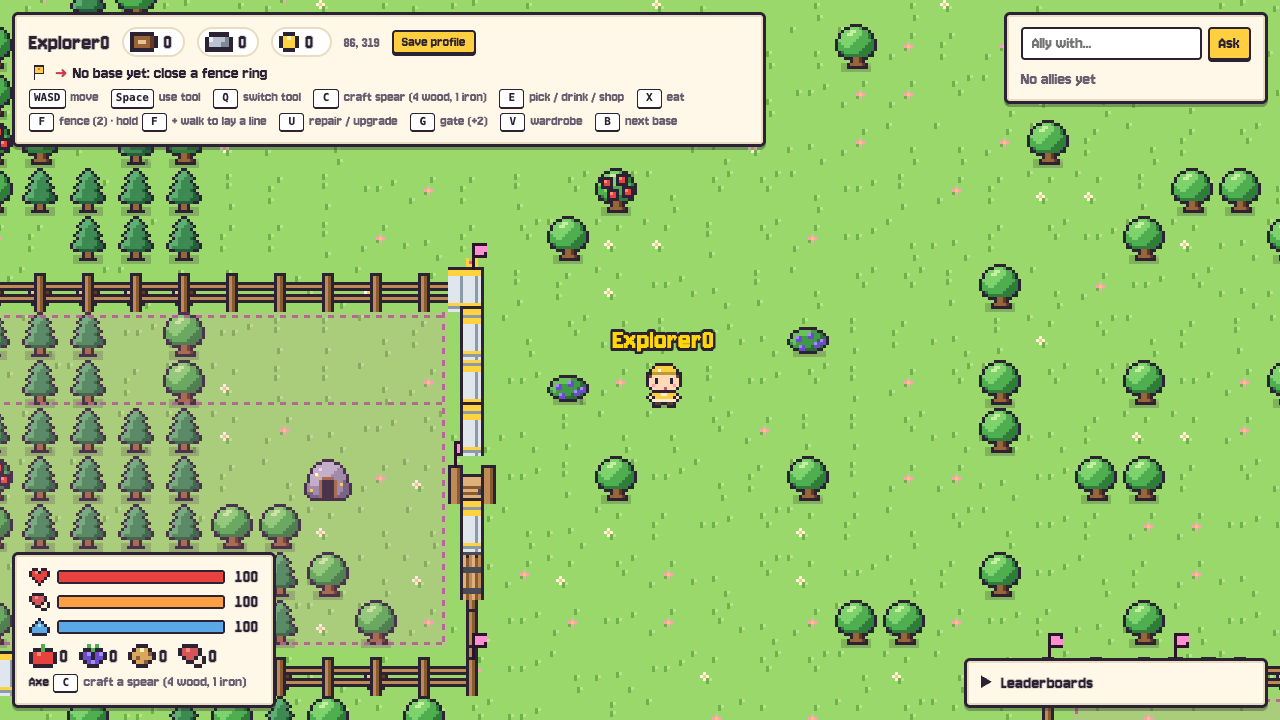 Explorer0 0 0 0 86, 319 Save profile
→ No base yet: close a fence ring
WASD move Space use tool Q switch tool C craft spear (4 wood, 1 iron) E pick / drink / shop X eat
F fence (2) · hold F + walk to lay a line U repair / upgrade G gate (+2) V wardrobe B next base
Ally with... Ask
No allies yet
Explorer0
100
100
100
0 0 0 0
Axe C craft a spear (4 wood, 1 iron)
▶ Leaderboards